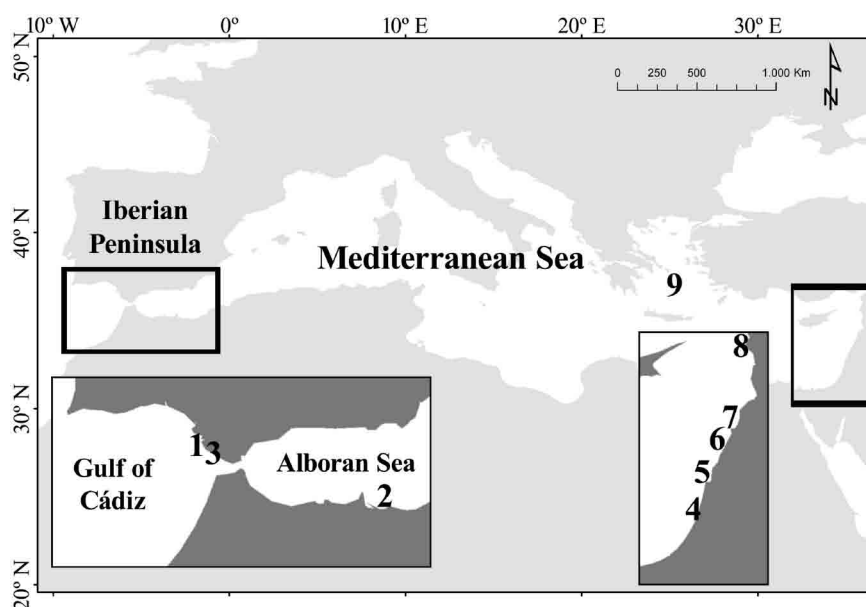 10º W 0º 10º E 20º E 30º E
50º N
0 250 500 1.000 Km
N
40º N
Iberian
Peninsula
Mediterranean Sea
9
30º N
8
7
6
5
4
1
3
Gulf of
Cádiz
Alboran Sea
2
20º N